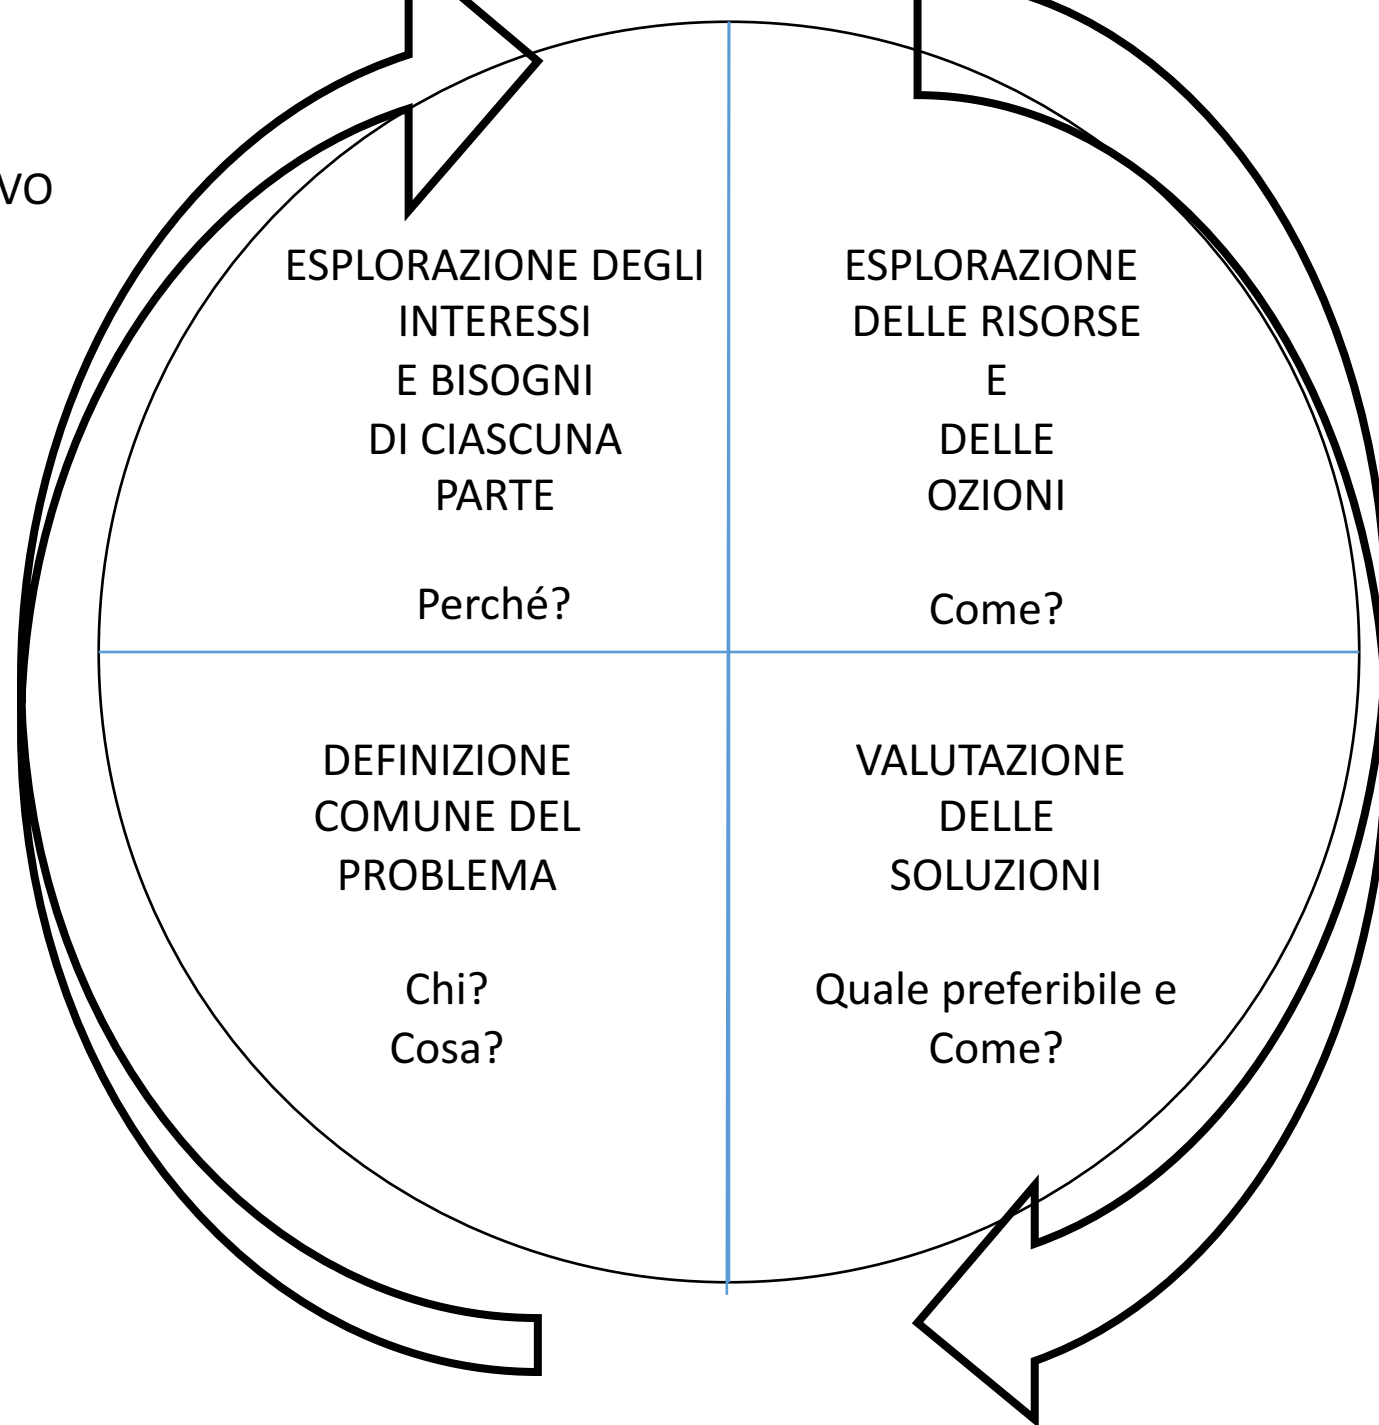 VO
ESPLORAZIONE DEGLI
INTERESSI
E BISOGNI
DI CIASCUNA
PARTE
Perché?
ESPLORAZIONE
DELLE RISORSE
E
DELLE
OZIONI
Come?
DEFINIZIONE
COMUNE DEL
PROBLEMA
Chi?
Cosa?
VALUTAZIONE
DELLE
SOLUZIONI
Quale preferibile e
Come?